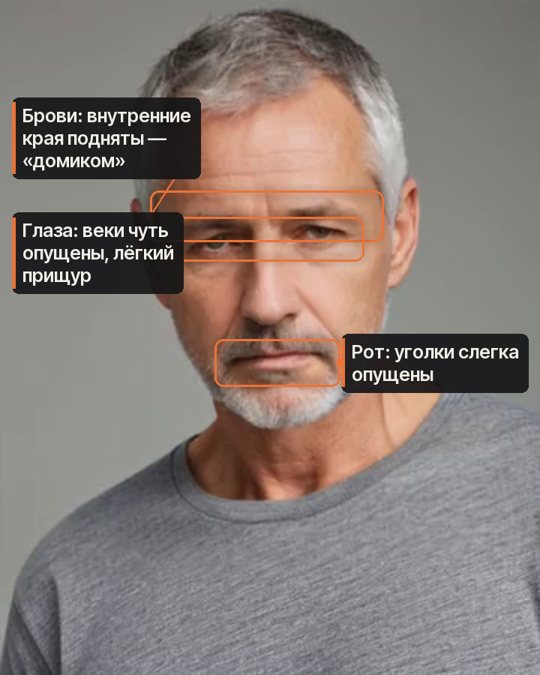 Брови: внутренние
края подняты —
«домиком»
Глаза: веки чуть
опущены, лёгкий
прищур
Рот: уголки слегка
опущены